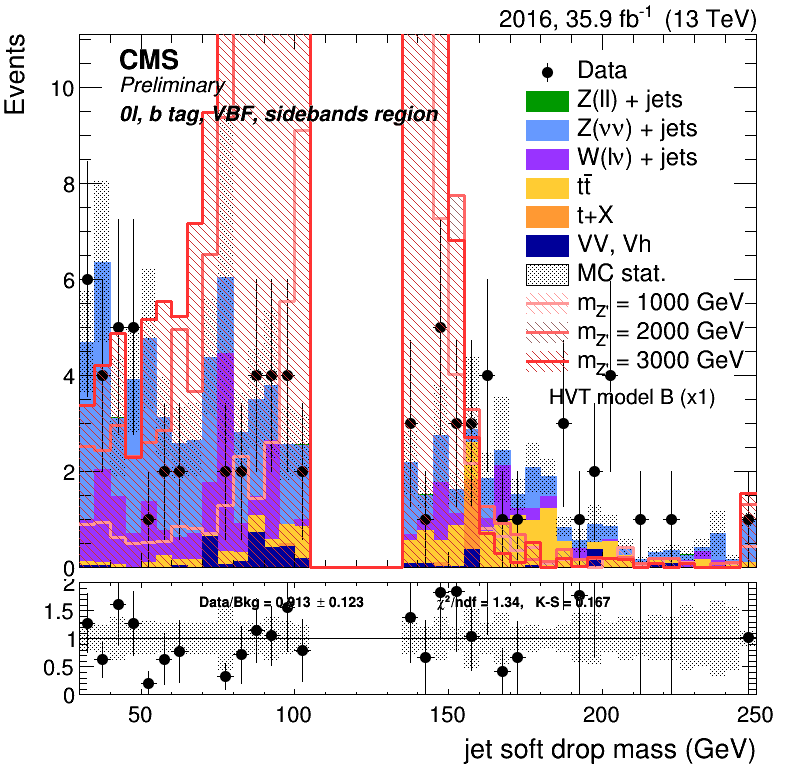 2016, 35.9 fb⁻¹ (13 TeV)
Events
CMS
Preliminary
0l, b tag, VBF, sidebands region
Data
Z(ll) + jets
Z(νν) + jets
W(lν) + jets
tt̄
t+X
VV, Vh
MC stat.
m_Z' = 1000 GeV
m_Z' = 2000 GeV
m_Z' = 3000 GeV
HVT model B (x1)
10
8
6
4
2
0
Data/Bkg = 0.913 ± 0.123
χ²/ndf = 1.34, K-S = 0.167
2
1.5
1
0.5
0
50 100 150 200 250
jet soft drop mass (GeV)